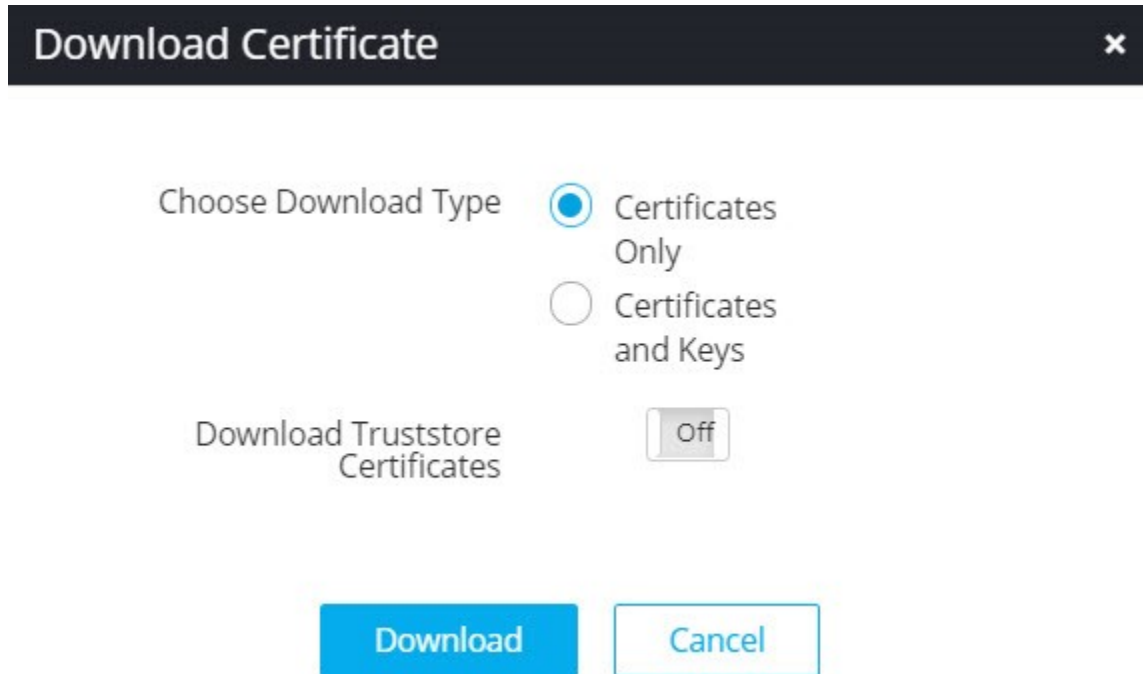 Download Certificate
Choose Download Type
Certificates
Only
Certificates
and Keys
Download Truststore
Certificates
Off
Download
Cancel